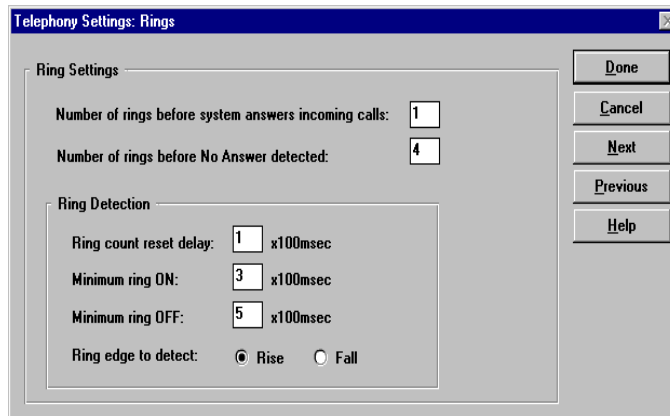 Telephony Settings: Rings
Ring Settings
Number of rings before system answers incoming calls: 1
Number of rings before No Answer detected: 4
Ring Detection
Ring count reset delay: 1 x100msec
Minimum ring ON: 3 x100msec
Minimum ring OFF: 5 x100msec
Ring edge to detect: Rise Fall
Done
Cancel
Next
Previous
Help